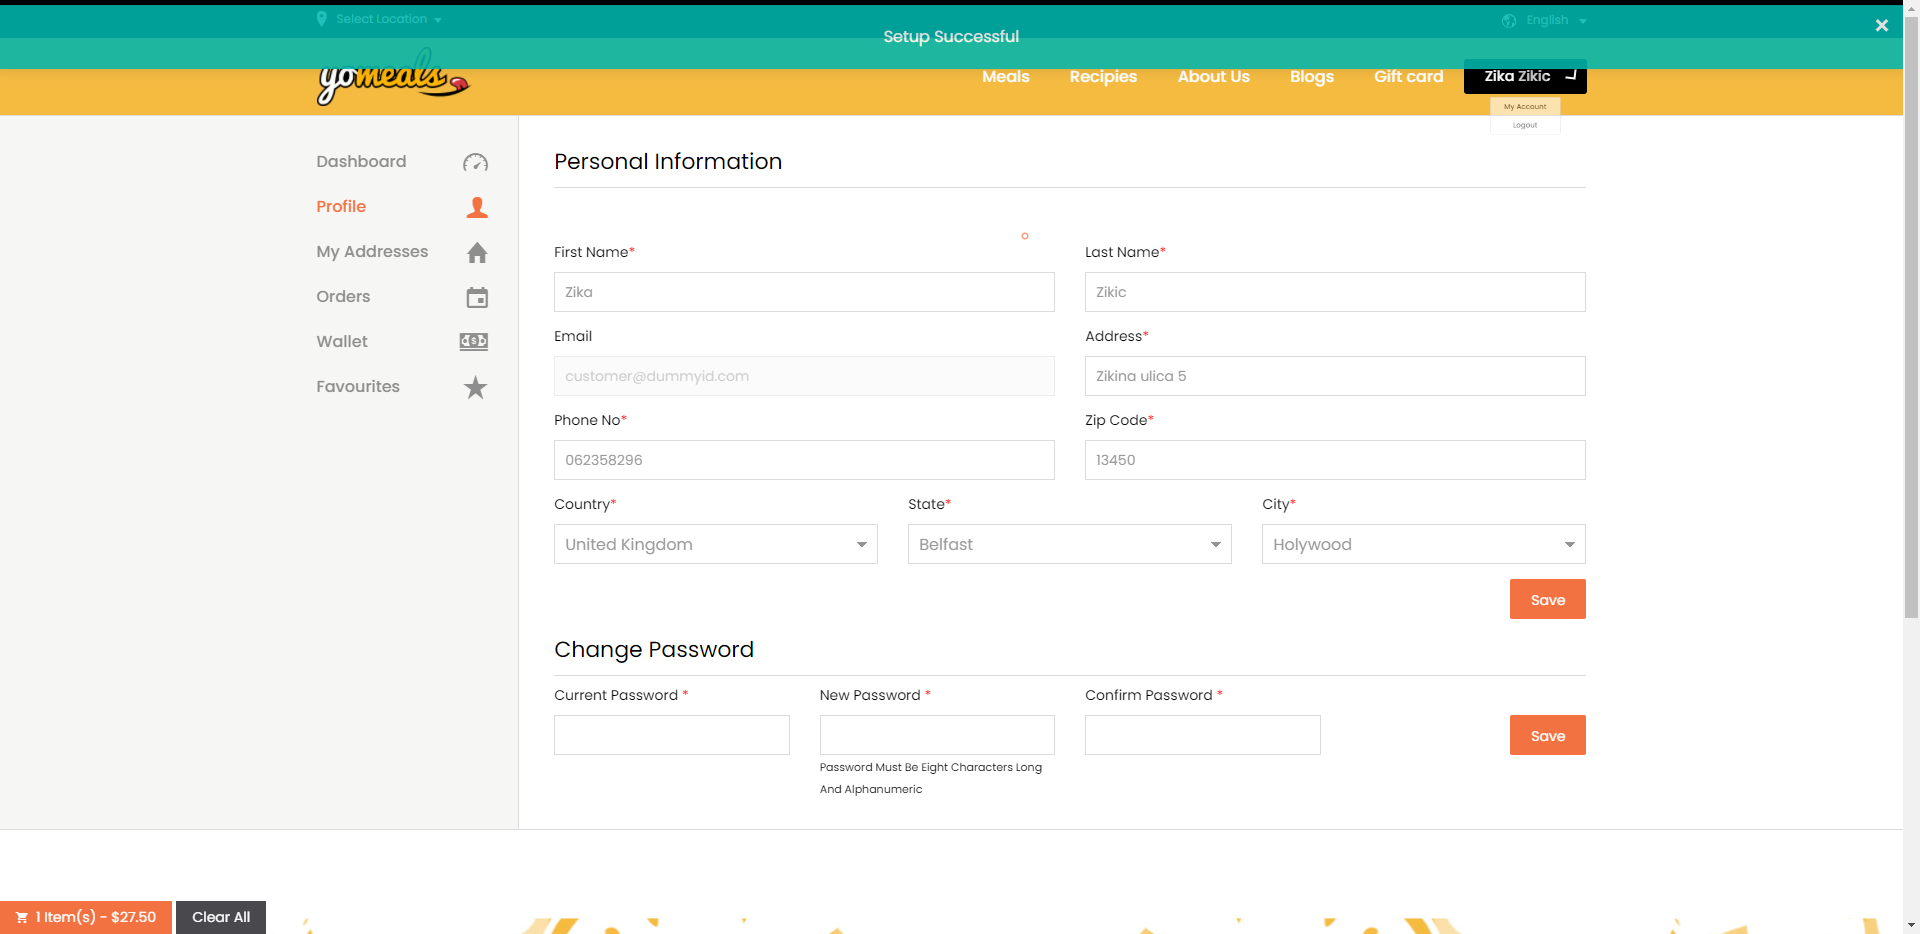 Select Location
English
Setup Successful
yomeals
Meals
Recipies
About Us
Blogs
Gift card
Zika Zikic
My Account
Logout
Dashboard
Profile
My Addresses
Orders
Wallet
Favourites
Personal Information
First Name*
Last Name*
Zika
Zikic
Email
Address*
customer@dummyid.com
Zikina ulica 5
Phone No*
Zip Code*
062358296
13450
Country*
State*
City*
United Kingdom
Belfast
Holywood
Save
Change Password
Current Password *
New Password *
Confirm Password *
Save
Password Must Be Eight Characters Long
And Alphanumeric
1 Item(s) - $27.50
Clear All